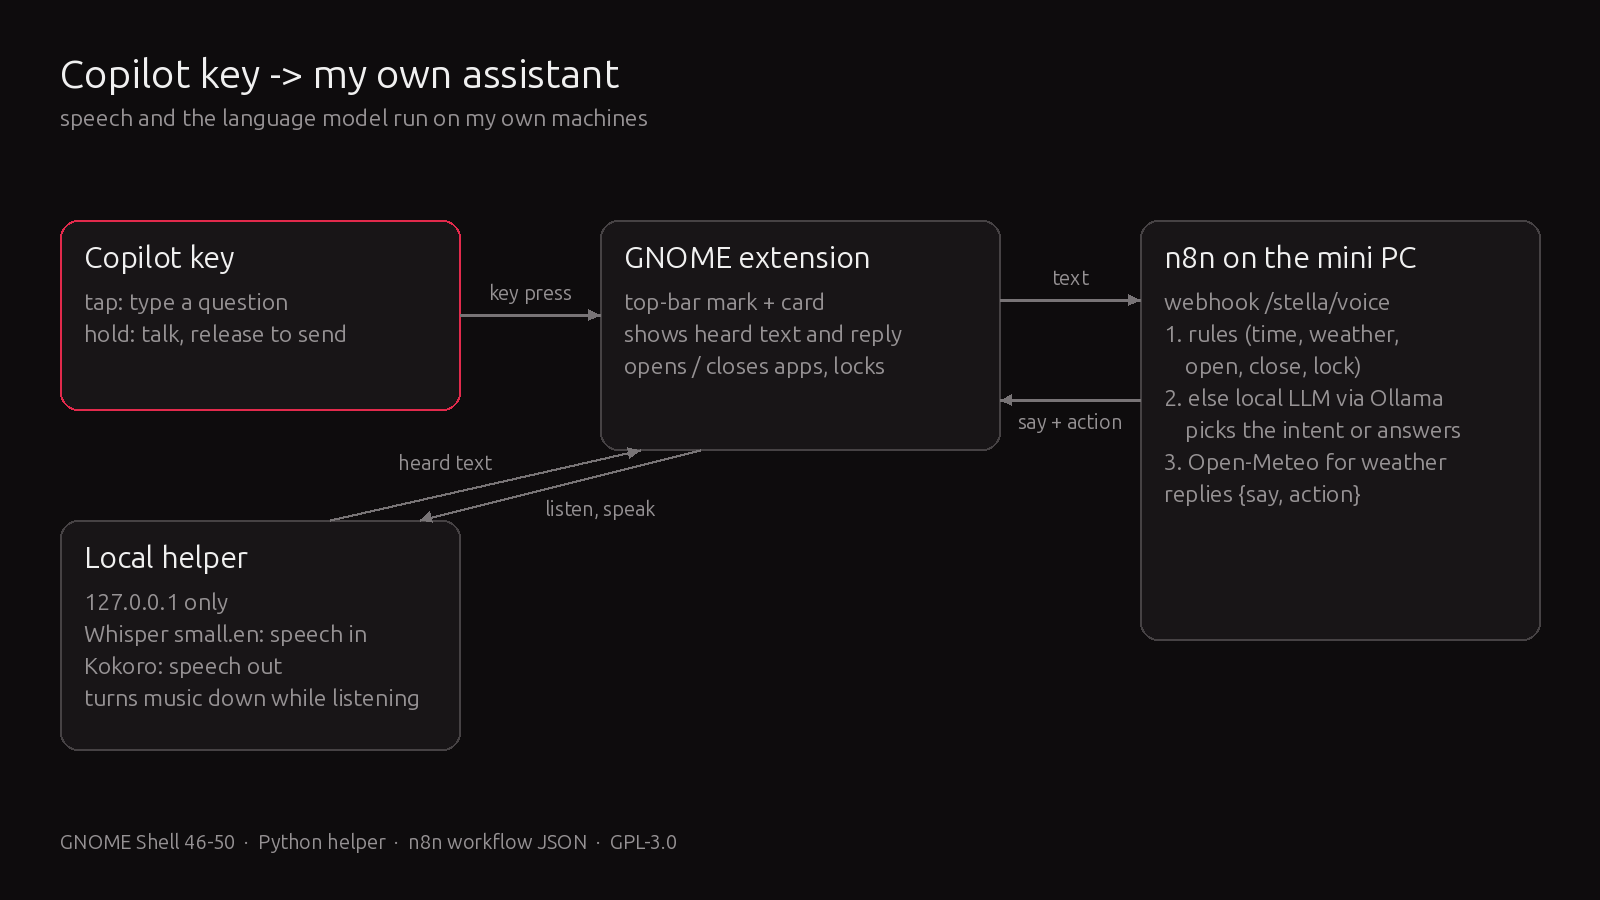 Copilot key -> my own assistant
speech and the language model run on my own machines
Copilot key
tap: type a question
hold: talk, release to send
key press
GNOME extension
top-bar mark + card
shows heard text and reply
opens / closes apps, locks
text
say + action
n8n on the mini PC
webhook /stella/voice
1. rules (time, weather,
open, close, lock)
2. else local LLM via Ollama
picks the intent or answers
3. Open-Meteo for weather
replies {say, action}
heard text
listen, speak
Local helper
127.0.0.1 only
Whisper small.en: speech in
Kokoro: speech out
turns music down while listening
GNOME Shell 46-50 · Python helper · n8n workflow JSON · GPL-3.0